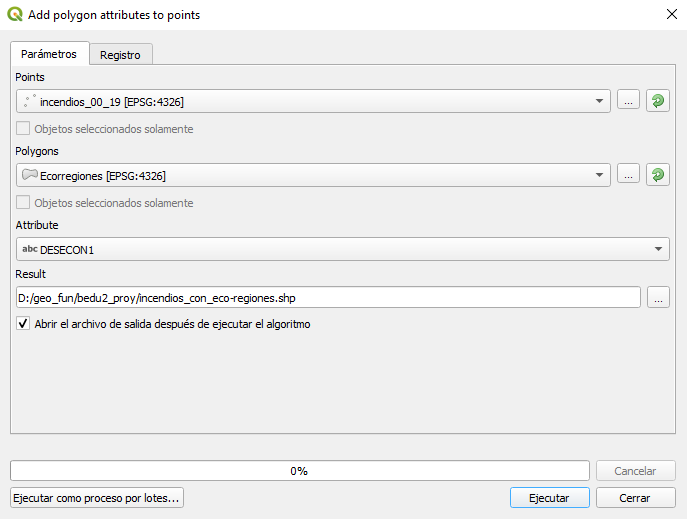 Add polygon attributes to points
Parámetros Registro
Points
incendios_00_19 [EPSG:4326] ...
Objetos seleccionados solamente
Polygons
Ecorregiones [EPSG:4326] ...
Objetos seleccionados solamente
Attribute
abc DESECON1
Result
D:/geo_fun/bedu2_proy/incendios_con_eco-regiones.shp ...
Abrir el archivo de salida después de ejecutar el algoritmo
0% Cancelar
Ejecutar como proceso por lotes... Ejecutar Cerrar